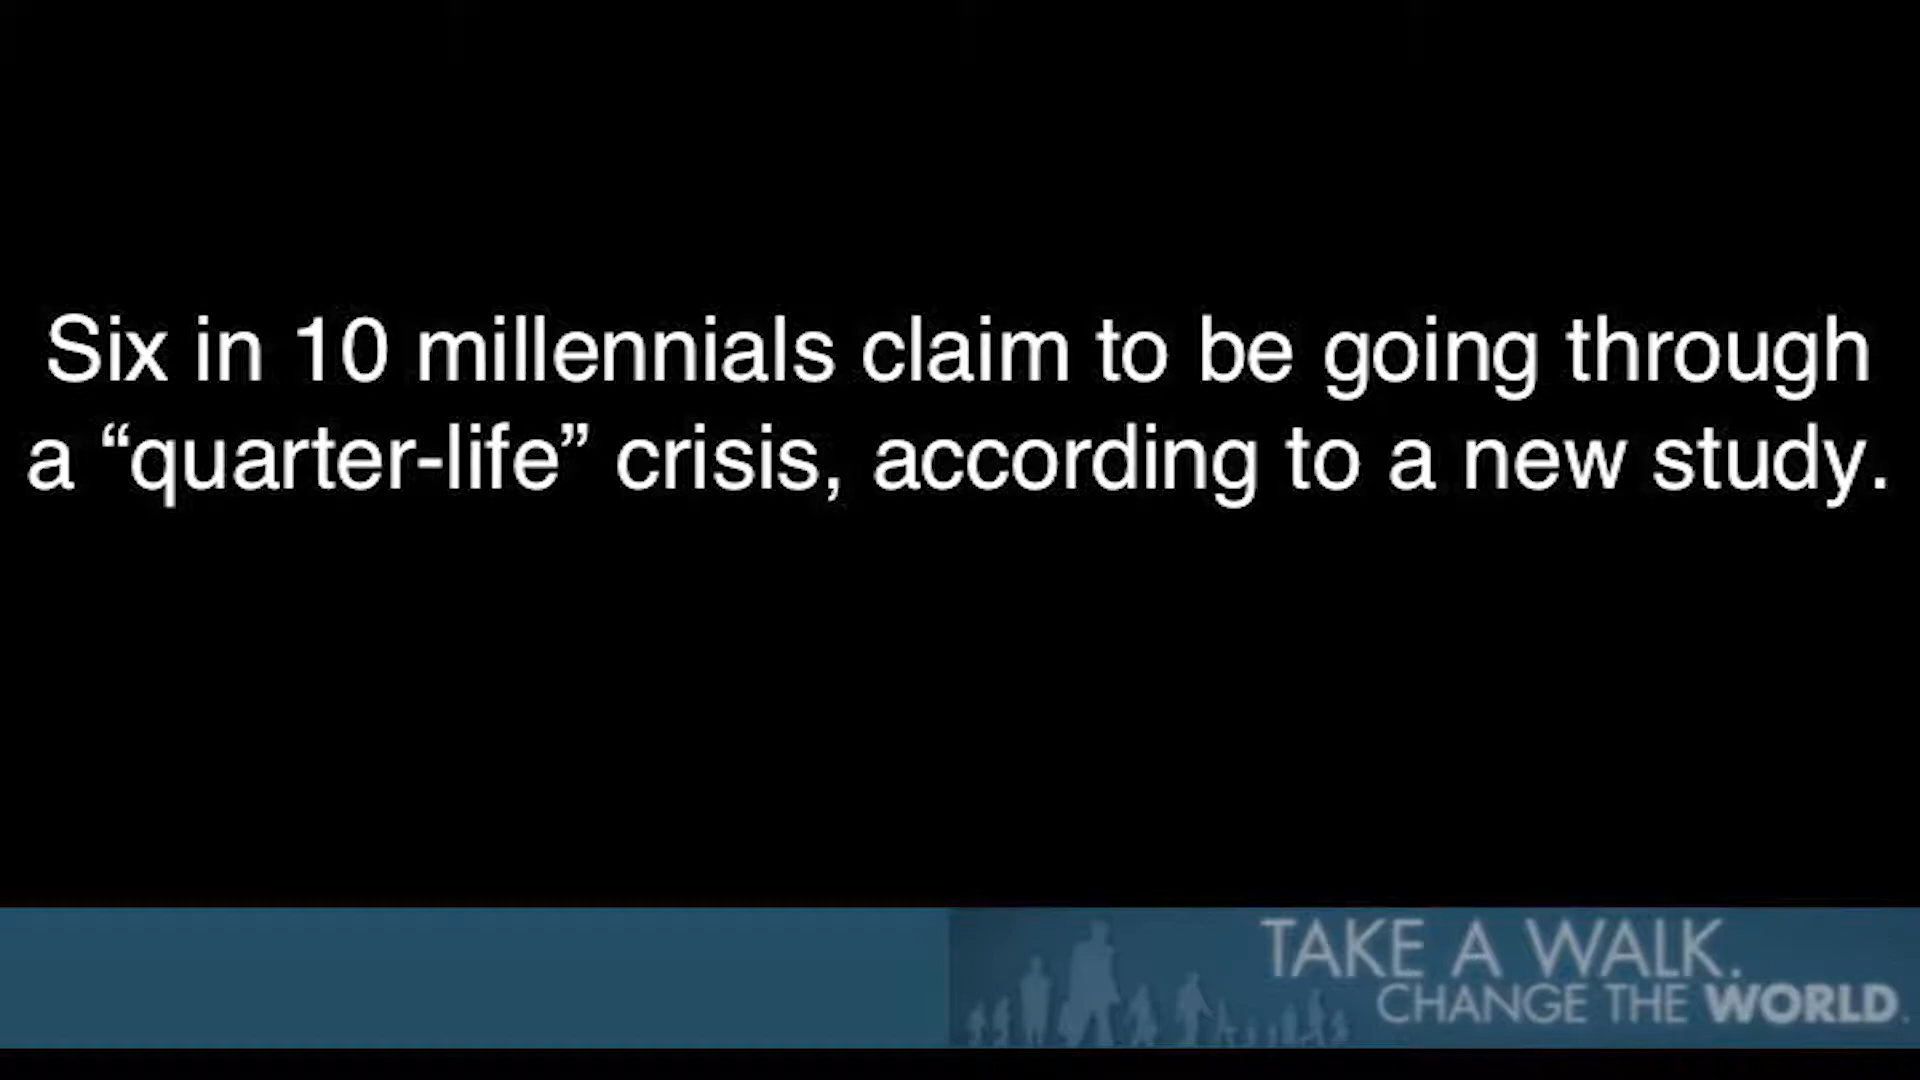 Six in 10 millennials claim to be going through
a “quarter-life” crisis, according to a new study.
TAKE A WALK.
CHANGE THE WORLD.